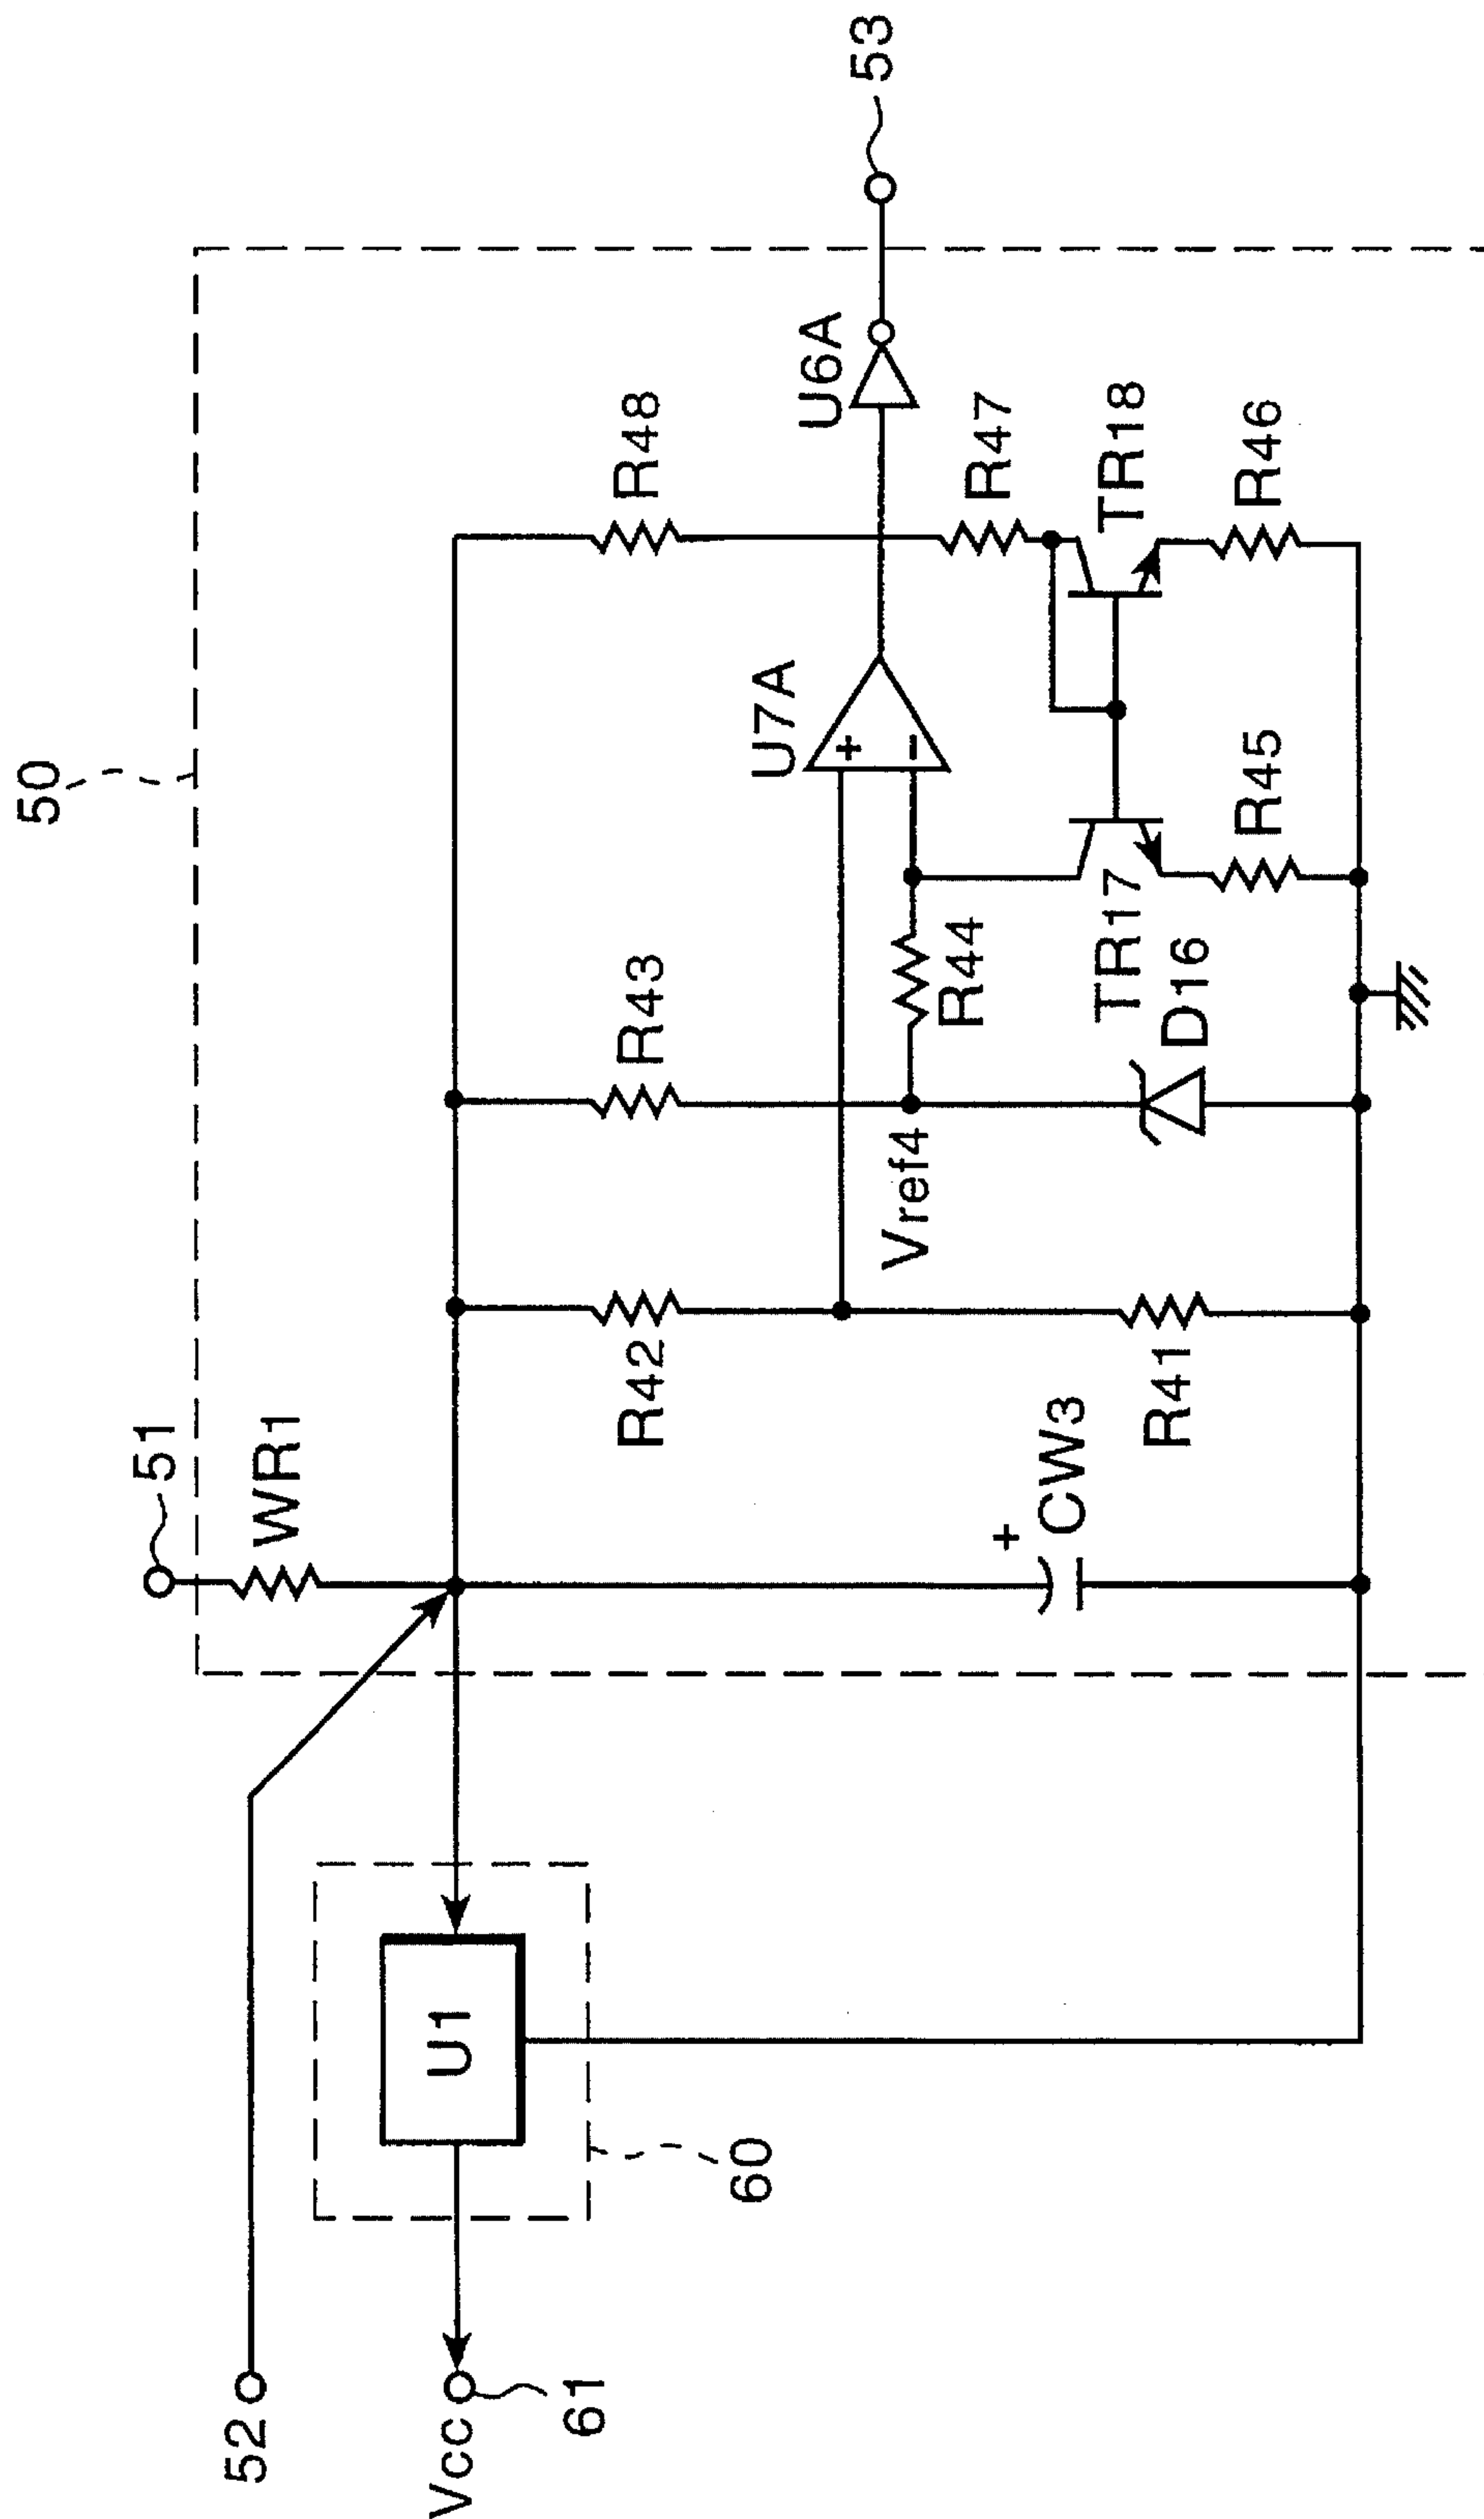 50
51
WR1
52
53
R48
U6A
R43
U7A
+
−
R47
R42
Vref4
R44
TR18
TR17
R46
R45
D16
+
CW3
R41
U1
60
Vcc
61